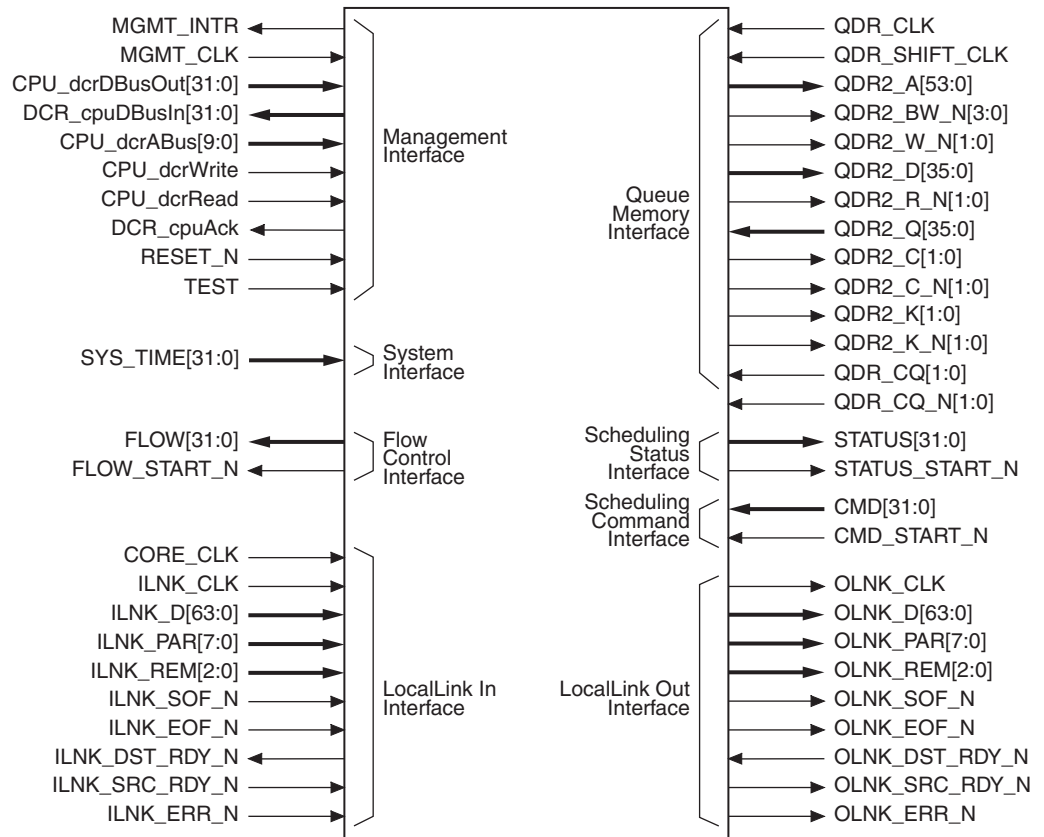 MGMT_INTR
MGMT_CLK
CPU_dcrDBusOut[31:0]
DCR_cpuDBusIn[31:0]
CPU_dcrABus[9:0]
CPU_dcrWrite
CPU_dcrRead
DCR_cpuAck
RESET_N
TEST
Management
Interface
SYS_TIME[31:0]
System
Interface
FLOW[31:0]
FLOW_START_N
Flow
Control
Interface
CORE_CLK
ILNK_CLK
ILNK_D[63:0]
ILNK_PAR[7:0]
ILNK_REM[2:0]
ILNK_SOF_N
ILNK_EOF_N
ILNK_DST_RDY_N
ILNK_SRC_RDY_N
ILNK_ERR_N
LocalLink In
Interface
Queue
Memory
Interface
QDR_CLK
QDR_SHIFT_CLK
QDR2_A[53:0]
QDR2_BW_N[3:0]
QDR2_W_N[1:0]
QDR2_D[35:0]
QDR2_R_N[1:0]
QDR2_Q[35:0]
QDR2_C[1:0]
QDR2_C_N[1:0]
QDR2_K[1:0]
QDR2_K_N[1:0]
QDR_CQ[1:0]
QDR_CQ_N[1:0]
Scheduling
Status
Interface
STATUS[31:0]
STATUS_START_N
Scheduling
Command
Interface
CMD[31:0]
CMD_START_N
LocalLink Out
Interface
OLNK_CLK
OLNK_D[63:0]
OLNK_PAR[7:0]
OLNK_REM[2:0]
OLNK_SOF_N
OLNK_EOF_N
OLNK_DST_RDY_N
OLNK_SRC_RDY_N
OLNK_ERR_N